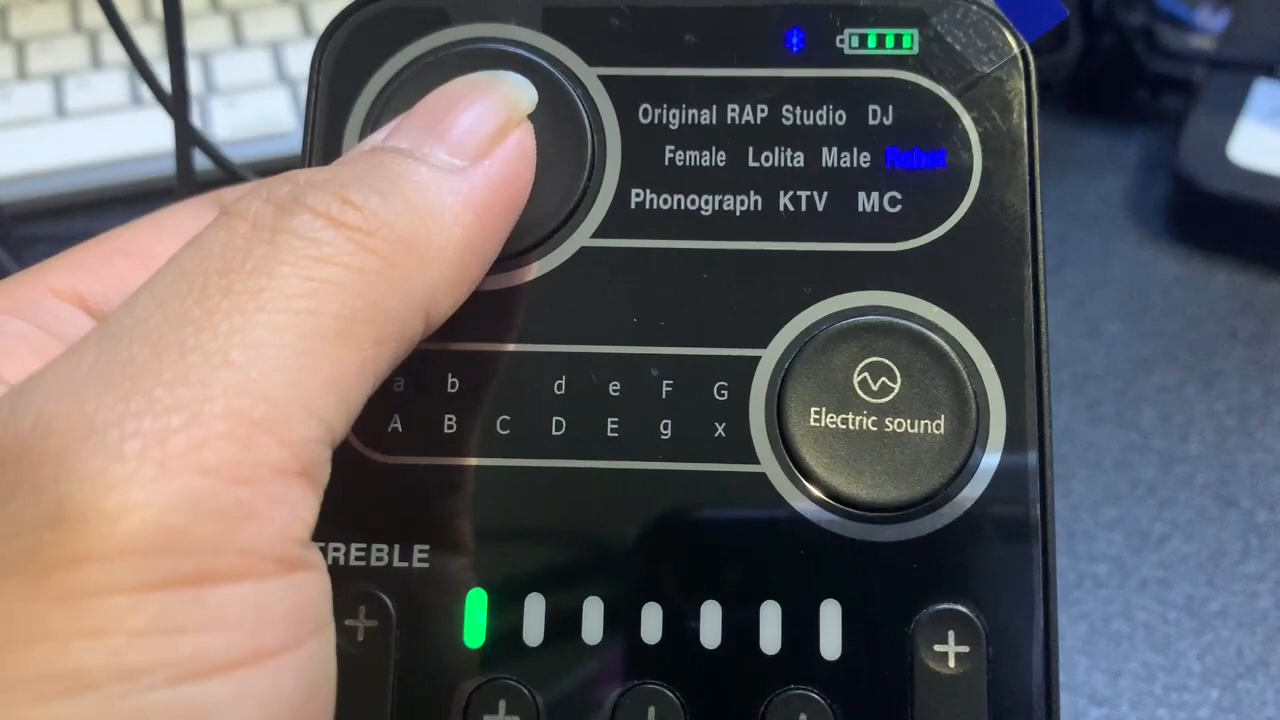 Original RAP Studio DJ
Female Lolita Male Robot
Phonograph KTV MC
a b d e F G
A B C D E g x
Electric sound
TREBLE